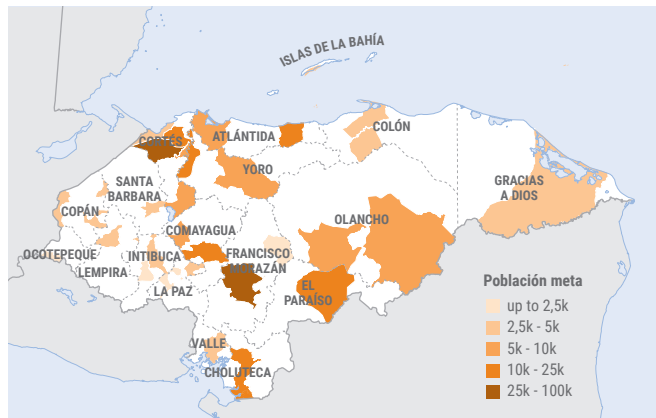 ISLAS DE LA BAHÍA
CORTÉS
ATLÁNTIDA
COLÓN
YORO
SANTA
BARBARA
GRACIAS
A DIOS
COPÁN
OLANCHO
COMAYAGUA
OCOTEPEQUE
INTIBUCA
FRANCISCO
MORAZÁN
LEMPIRA
LA PAZ
EL
PARAÍSO
VALLE
CHOLUTECA
Población meta
up to 2,5k
2,5k - 5k
5k - 10k
10k - 25k
25k - 100k